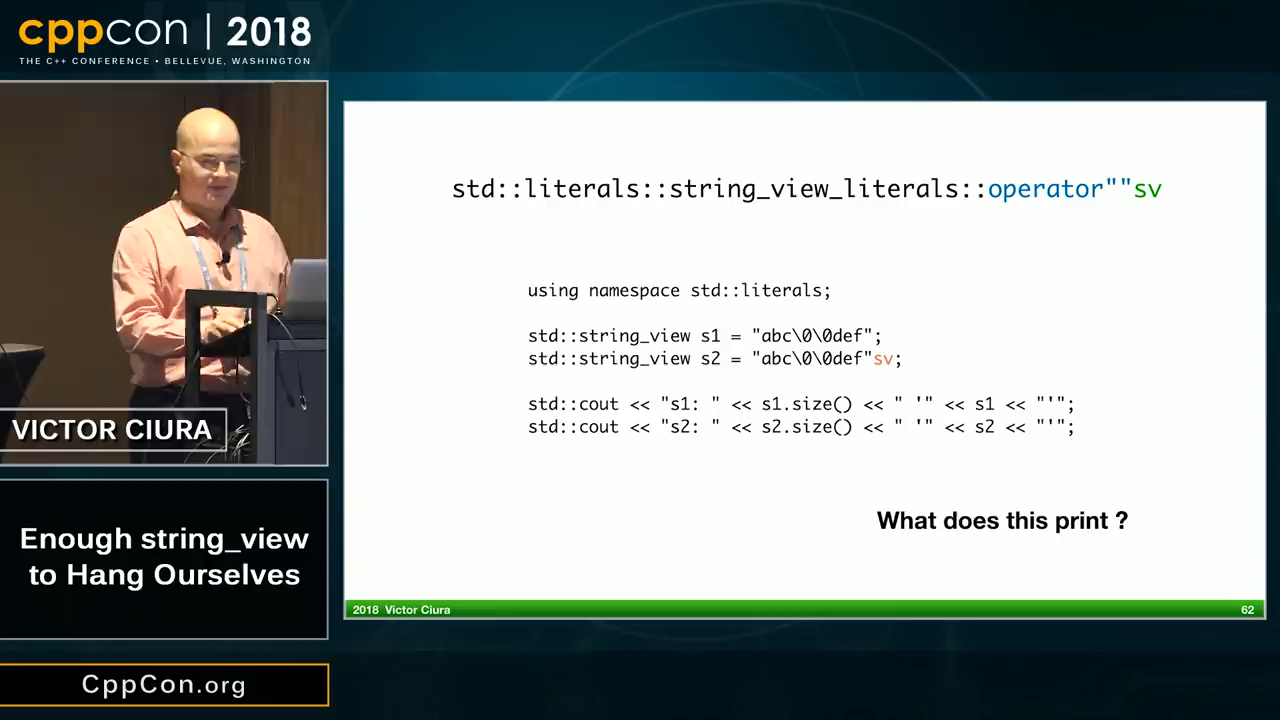 cppcon | 2018
THE C++ CONFERENCE • BELLEVUE, WASHINGTON
VICTOR CIURA
Enough string_view
to Hang Ourselves
CppCon.org
std::literals::string_view_literals::operator""sv
using namespace std::literals;
std::string_view s1 = "abc\0\0def";
std::string_view s2 = "abc\0\0def"sv;
std::cout << "s1: " << s1.size() << " '" << s1 << "'";
std::cout << "s2: " << s2.size() << " '" << s2 << "'";
What does this print ?
2018 Victor Ciura
62